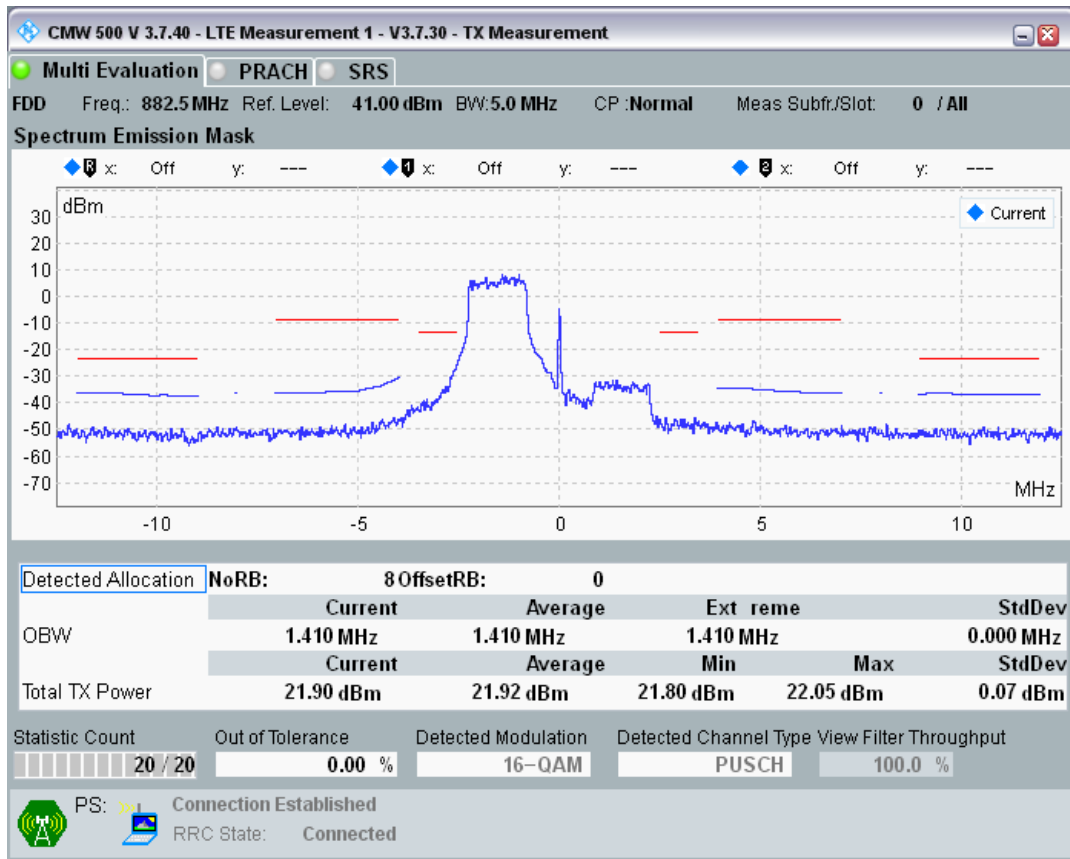 CMW 500 V 3.7.40 - LTE Measurement 1 - V3.7.30 - TX Measurement
Multi Evaluation PRACH SRS
FDD Freq.: 882.5 MHz Ref. Level: 41.00 dBm BW:5.0 MHz CP :Normal Meas Subfr./Slot: 0 / All
Spectrum Emission Mask
R x: Off y: --- 1 x: Off y: --- 2 x: Off y: ---
dBm
Current
30
20
10
0
-10
-20
-30
-40
-50
-60
-70
MHz
-10 -5 0 5 10
Detected Allocation NoRB: 8 OffsetRB: 0
Current Average Ext reme StdDev
OBW 1.410 MHz 1.410 MHz 1.410 MHz 0.000 MHz
Current Average Min Max StdDev
Total TX Power 21.90 dBm 21.92 dBm 21.80 dBm 22.05 dBm 0.07 dBm
Statistic Count Out of Tolerance Detected Modulation Detected Channel Type View Filter Throughput
20 / 20 0.00 % 16-QAM PUSCH 100.0 %
PS: Connection Established
RRC State: Connected